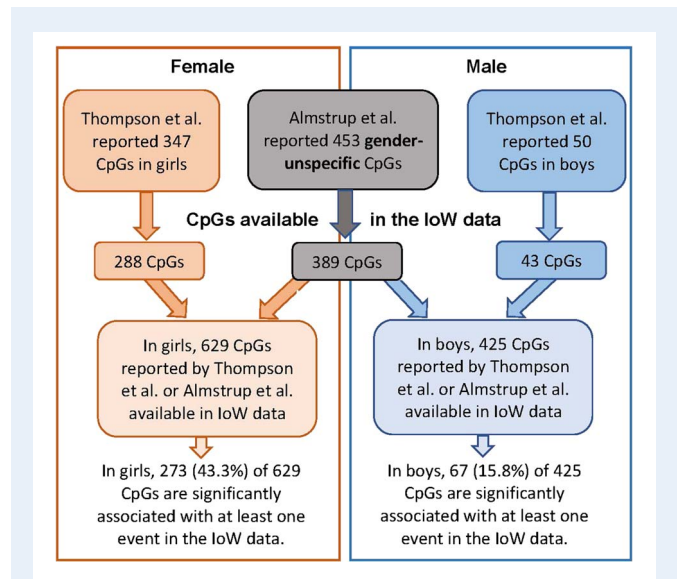 Female
Male
Thompson et al.
reported 347
CpGs in girls
Almstrup et al.
reported 453 gender-
unspecific CpGs
Thompson et al.
reported 50
CpGs in boys
CpGs available in the IoW data
288 CpGs
389 CpGs
43 CpGs
In girls, 629 CpGs
reported by Thompson
et al. or Almstrup et al.
available in IoW data
In boys, 425 CpGs
reported by Thompson
et al. or Almstrup et al.
available in IoW data
In girls, 273 (43.3%) of 629
CpGs are significantly
associated with at least one
event in the IoW data.
In boys, 67 (15.8%) of 425
CpGs are significantly
associated with at least one
event in the IoW data.